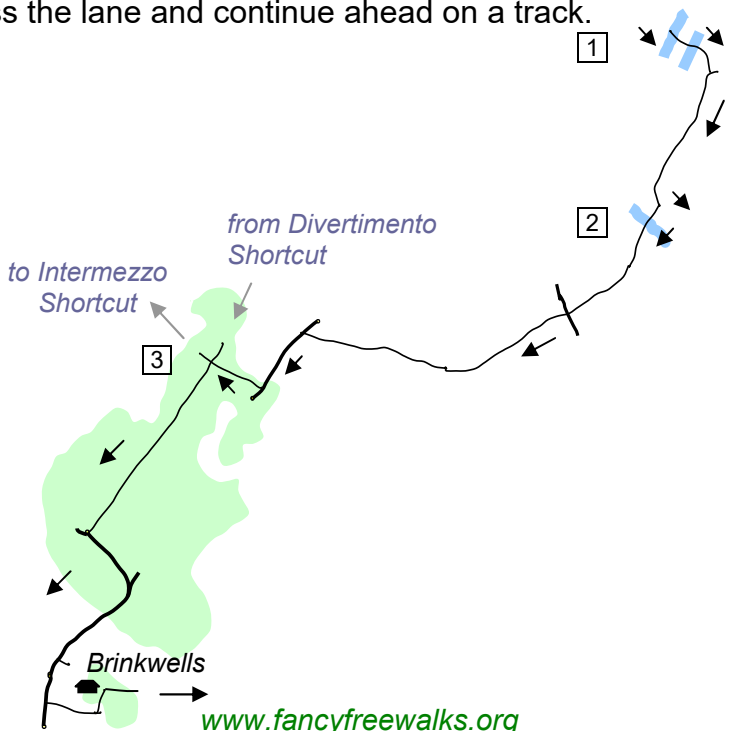 ss the lane and continue ahead on a track.
1
2
from Divertimento
Shortcut
to Intermezzo
Shortcut
3
Brinkwells
www.fancyfreewalks.org